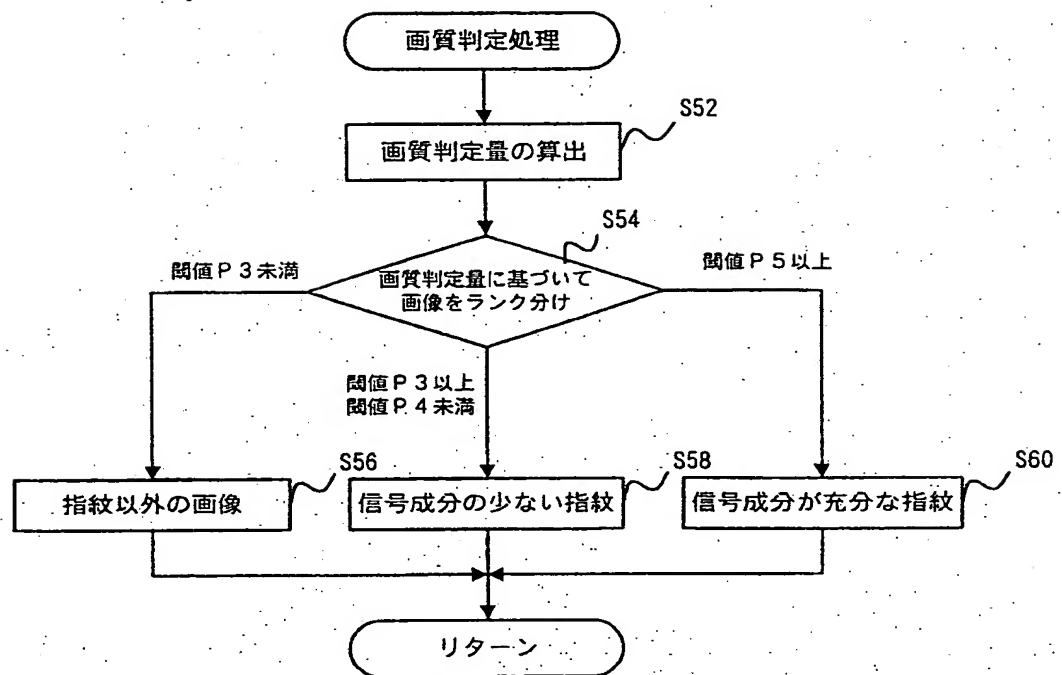 画質判定処理
S52
画質判定量の算出
S54
閾値P3未満
画質判定量に基づいて
画像をランク分け
閾値P5以上
閾値P3以上
閾値P4未満
S56
S58
S60
指紋以外の画像
信号成分の少ない指紋
信号成分が充分な指紋
リターン